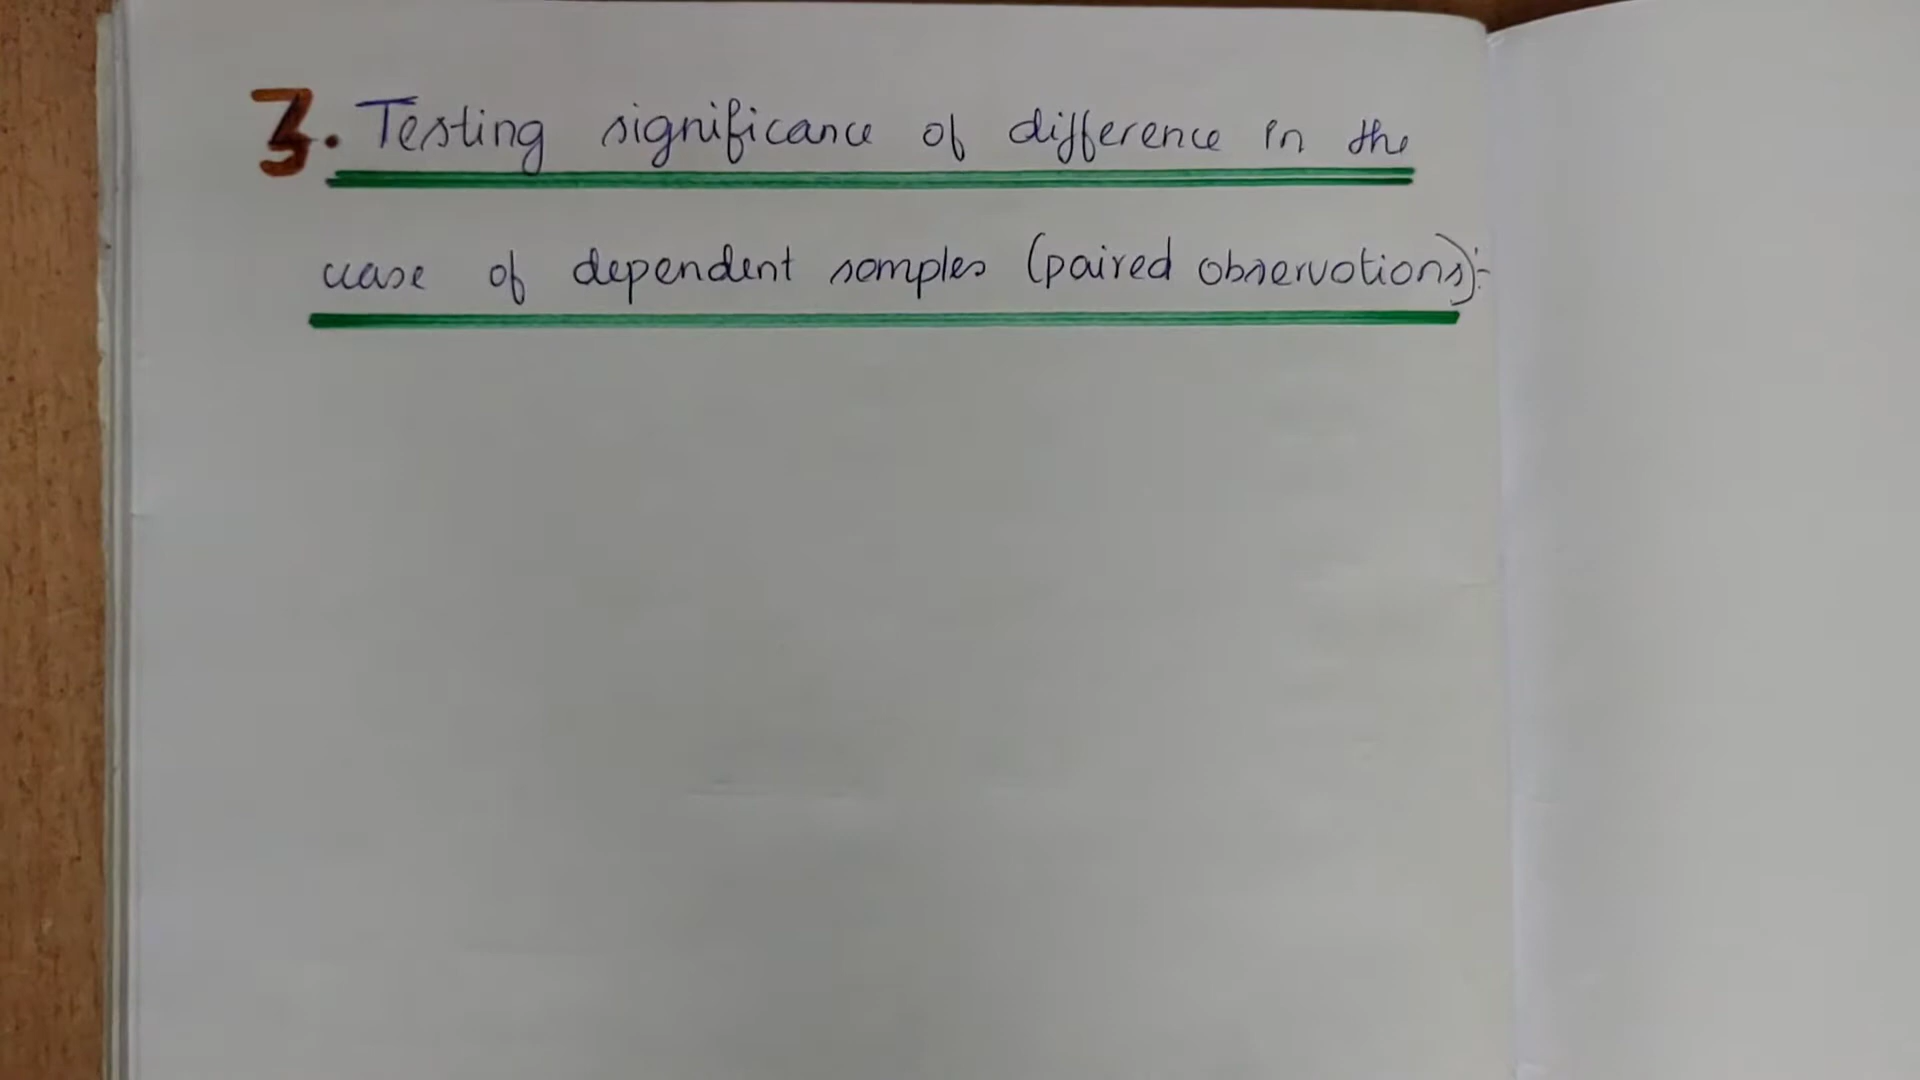 3. Testing significance of difference in the
case of dependent samples (paired observations):-